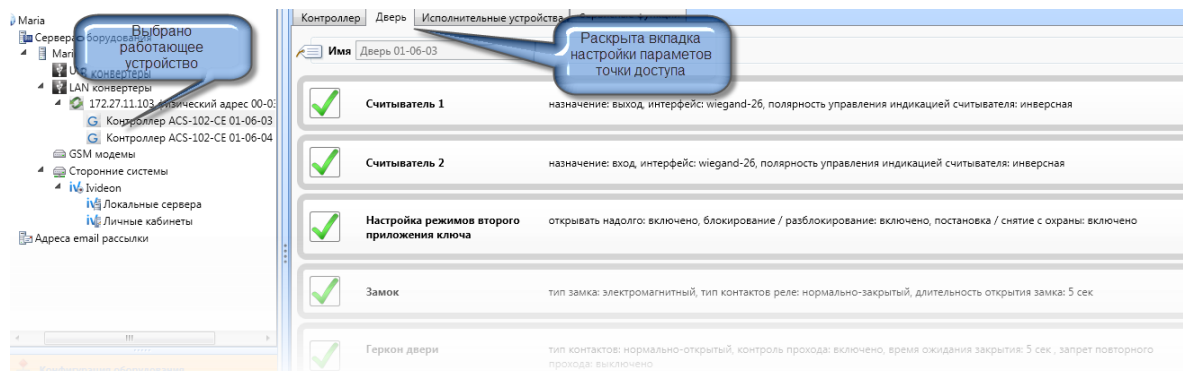 Maria
Сервера оборудования
Выбрано
работающее
устройство
LAN конвертеры
172.27.11.103, физический адрес 00-0
Контроллер ACS-102-CE 01-06-03
Контроллер ACS-102-CE 01-06-04
GSM модемы
Сторонние системы
Ivideon
Локальные сервера
Личные кабинеты
Адреса email рассылки
Контроллер Дверь Исполнительные устройства
Раскрыта вкладка
настройки параметров
точки доступа
Имя Дверь 01-06-03
Считыватель 1 назначение: выход, интерфейс: wiegand-26, полярность управления индикацией считывателя: инверсная
Считыватель 2 назначение: вход, интерфейс: wiegand-26, полярность управления индикацией считывателя: инверсная
Настройка режимов второго открывать надолго: включено, блокирование / разблокирование: включено, постановка / снятие с охраны: включено
приложения ключа
Замок тип замка: электромагнитный, тип контактов реле: нормально-закрытый, длительность открытия замка: 5 сек
Геркон двери тип контактов: нормально-открытый, контроль прохода: включено, время ожидания закрытия: 5 сек , запрет повторного
прохода: выключено
Конфигурация оборудования